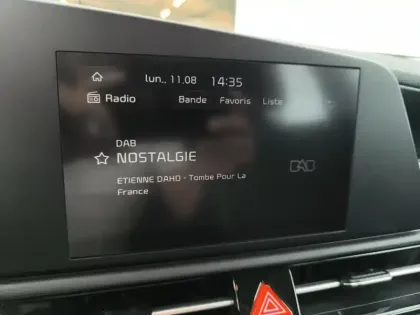 lun., 11.08 14:35
Radio Bande Favoris Liste
DAB
NOSTALGIE
ETIENNE DAHO - Tombe Pour La
France